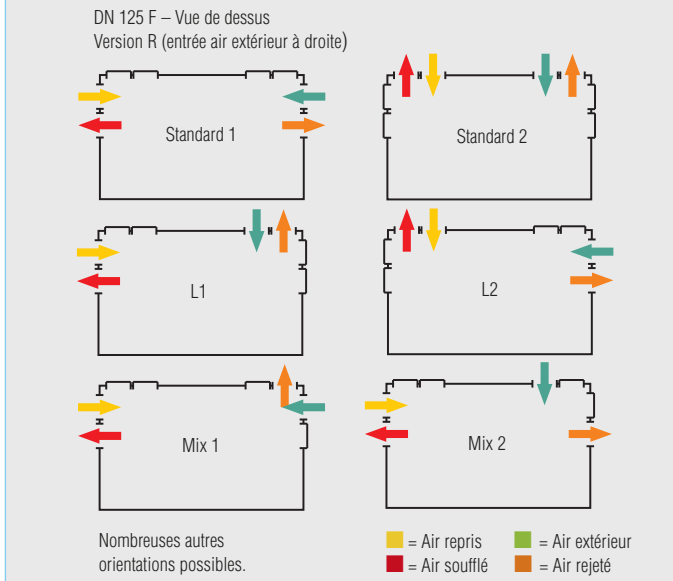 DN 125 F – Vue de dessus
Version R (entrée air extérieur à droite)
Standard 1
Standard 2
L1
L2
Mix 1
Mix 2
Nombreuses autres
orientations possibles.
= Air repris
= Air extérieur
= Air soufflé
= Air rejeté